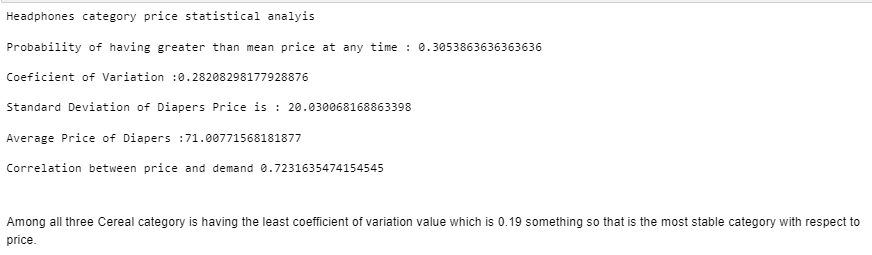 Headphones category price statistical analyis
Probability of having greater than mean price at any time : 0.3053863636363636
Coeficient of Variation :0.28208298177928876
Standard Deviation of Diapers Price is : 20.030068168863398
Average Price of Diapers :71.00771568181877
Correlation between price and demand 0.7231635474154545
Among all three Cereal category is having the least coefficient of variation value which is 0.19 something so that is the most stable category with respect to
price.